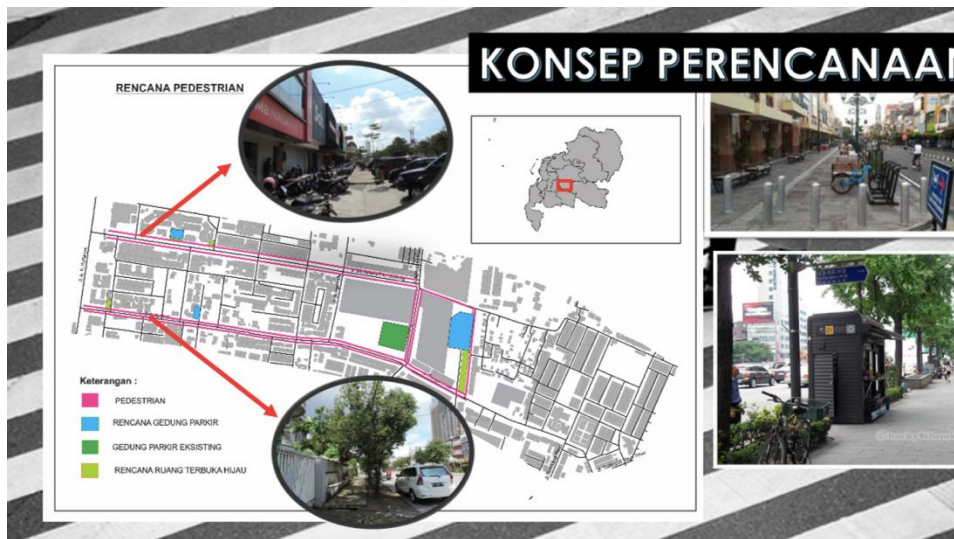 KONSEP PERENCANAAN
RENCANA PEDESTRIAN
Keterangan :
PEDESTRIAN
RENCANA GEDUNG PARKIR
GEDUNG PARKIR EKSISTING
RENCANA RUANG TERBUKA HIJAU